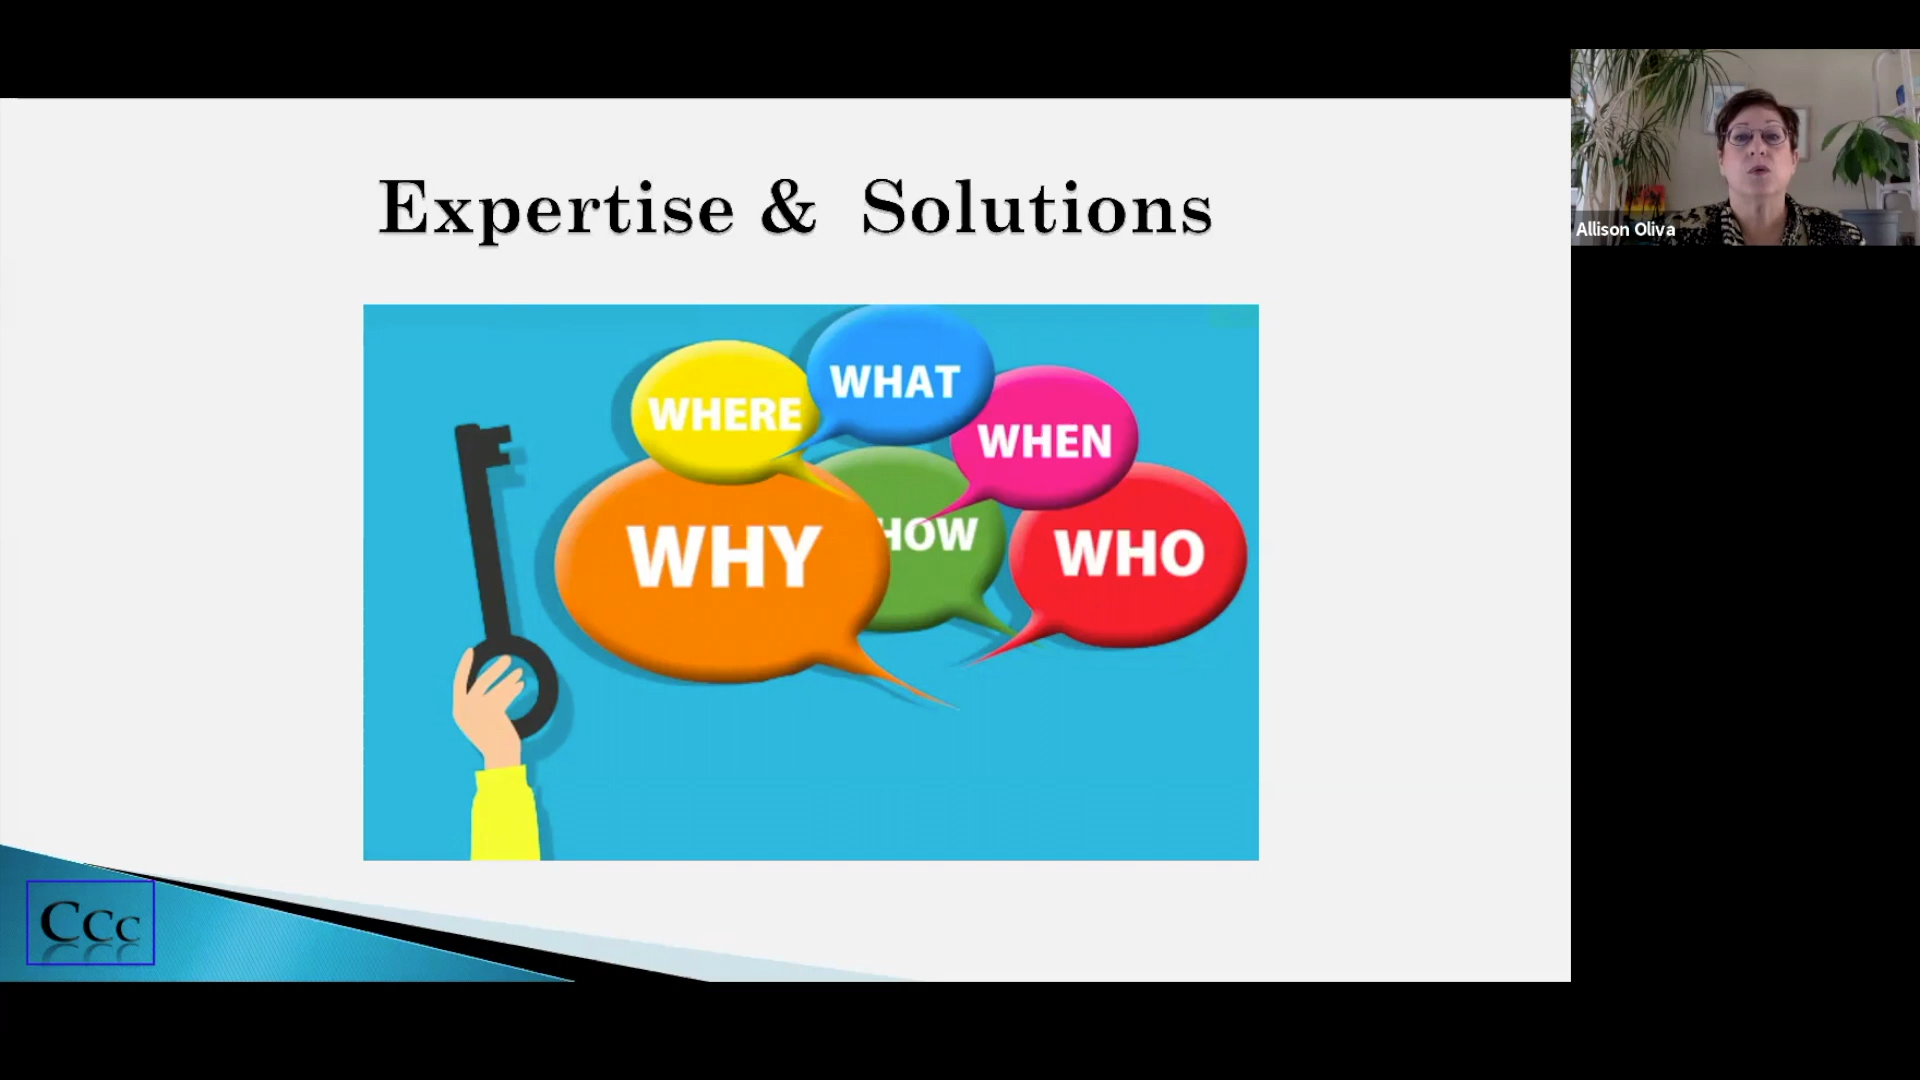 Expertise & Solutions
WHERE
WHAT
WHEN
WHY
HOW
WHO
Ccc
Allison Oliva